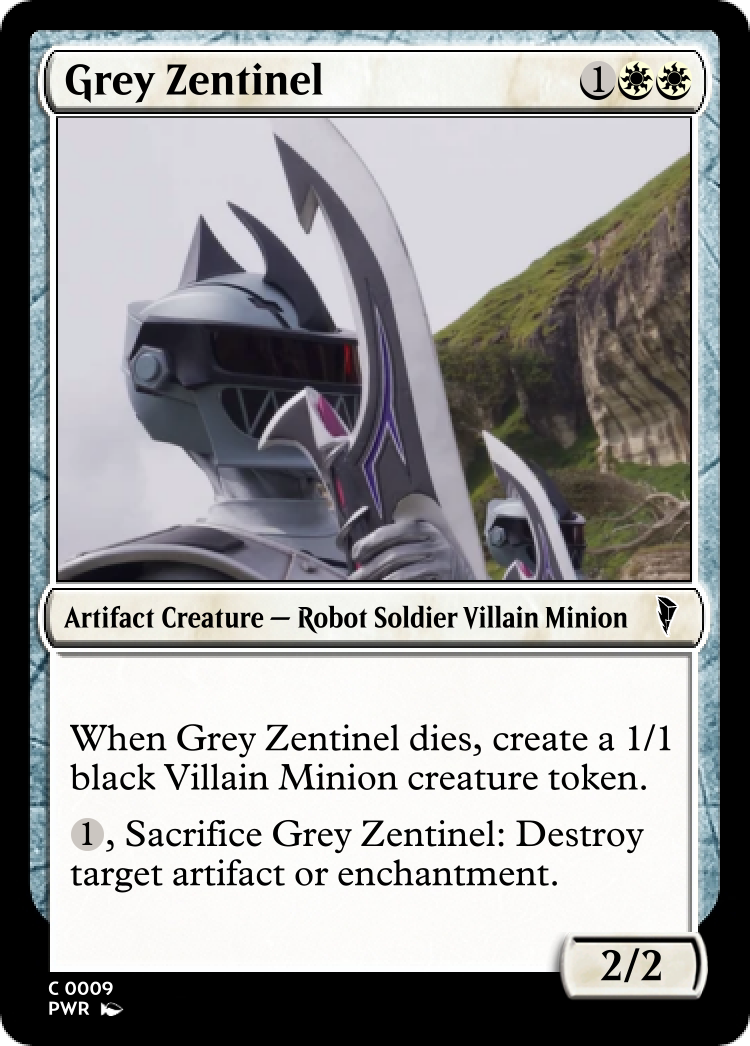 Grey Zentinel 1
Artifact Creature — Robot Soldier Villain Minion
When Grey Zentinel dies, create a 1/1
black Villain Minion creature token.
1, Sacrifice Grey Zentinel: Destroy
target artifact or enchantment.
2/2
C 0009
PWR